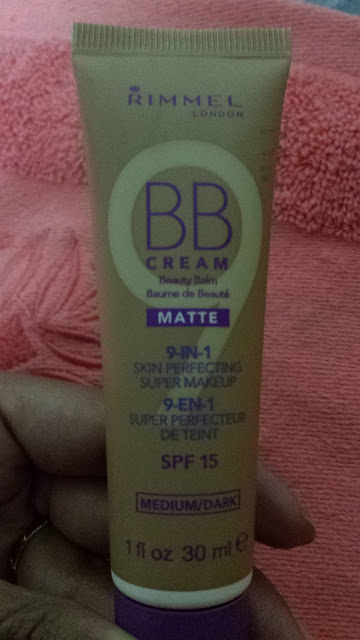 RIMMEL
LONDON
9
BB
CREAM
Beauty Balm
Baume de Beauté
MATTE
9-IN-1
SKIN PERFECTING
SUPER MAKEUP
9-EN-1
SUPER PERFECTEUR
DE TEINT
SPF 15
MEDIUM/DARK
1 fl oz 30 ml e